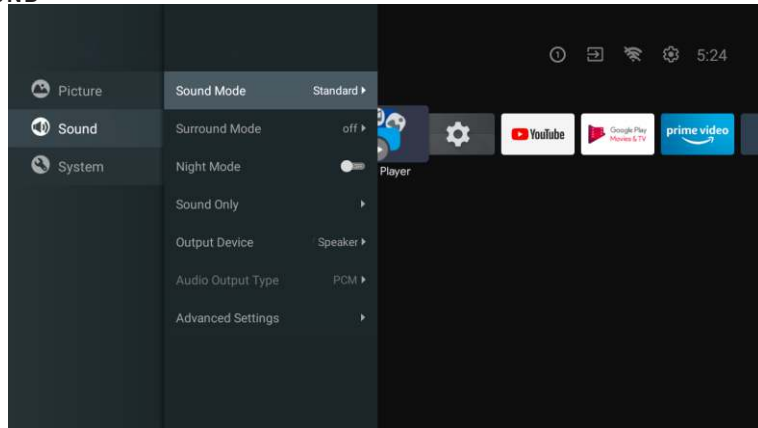 5:24
Picture
Sound
System
Sound Mode Standard
Surround Mode off
Night Mode
Sound Only
Output Device Speaker
Audio Output Type PCM
Advanced Settings
Player
YouTube
Google Play
Movies & TV
prime video